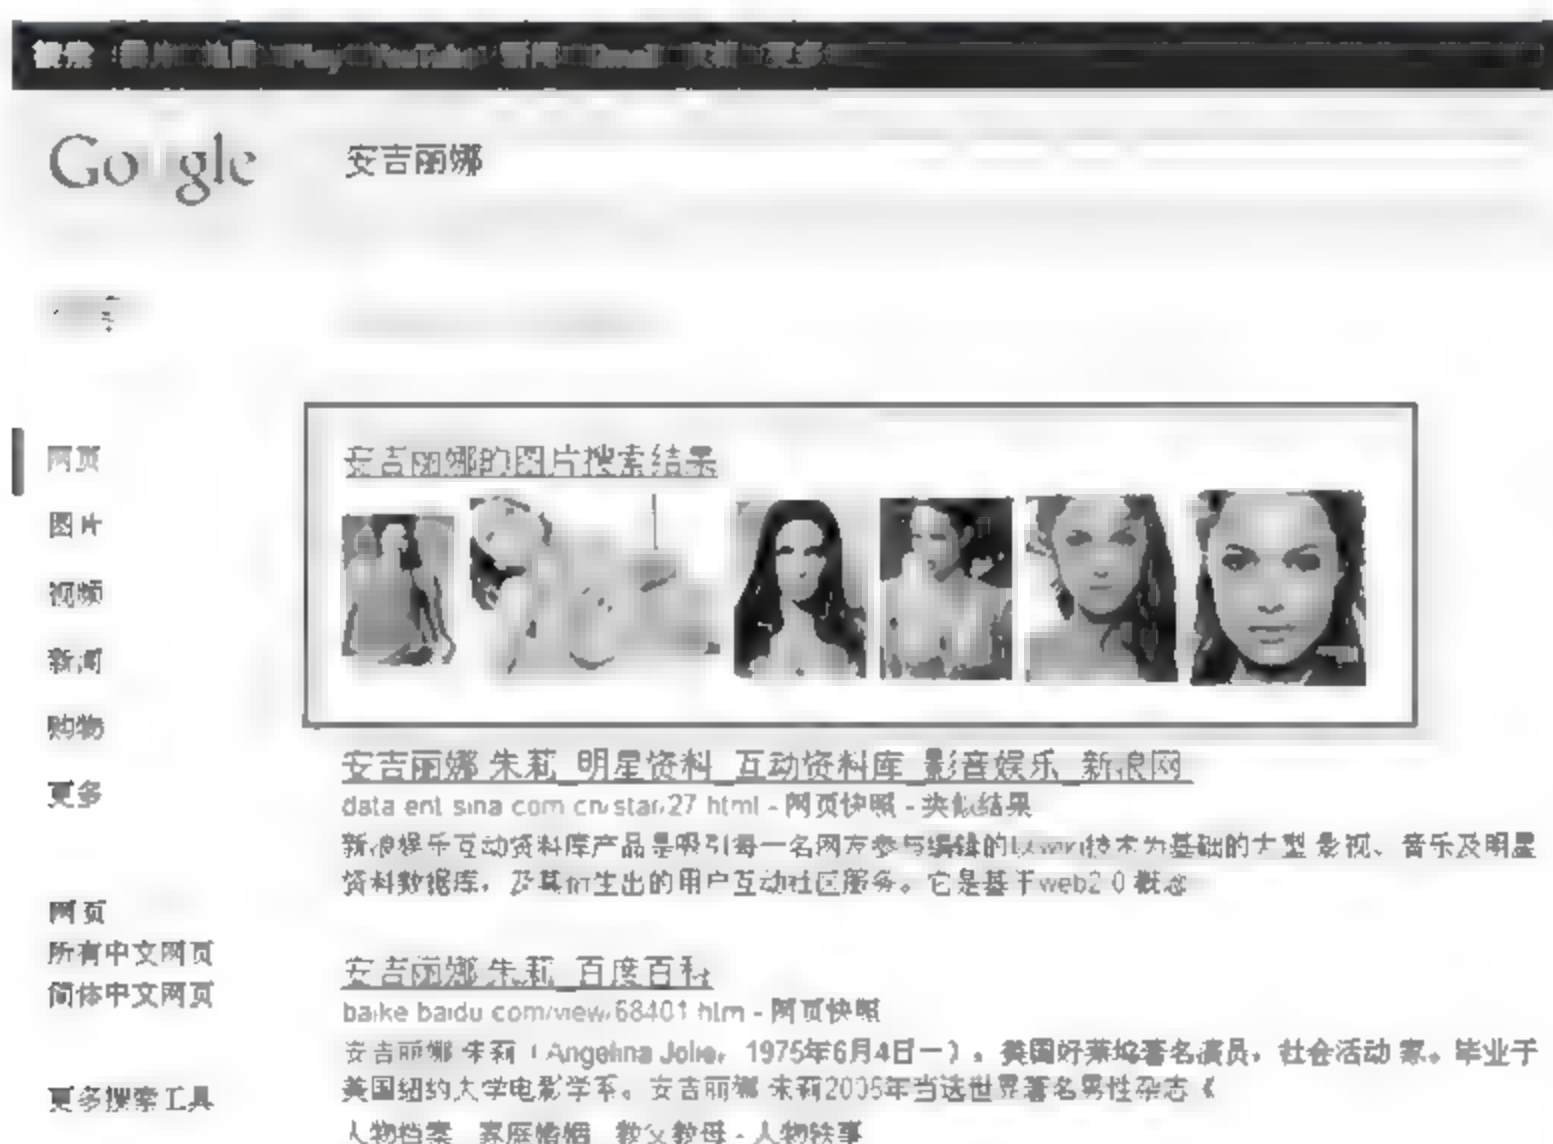 Google
安吉丽娜
网页
图片
视频
新闻
购物
更多
网页
所有中文网页
简体中文网页
更多搜索工具
安吉丽娜的图片搜索结果
安吉丽娜 朱莉_明星资料_互动资料库_影音娱乐_新浪网
data.ent.sina.com.cn/star/27.html - 网页快照 - 类似结果
新浪娱乐互动资料库产品是吸引每一名网友参与编辑的以wiki技术为基础的大型 影视、音乐及明星
资料数据库，及其衍生出的用户互动社区服务。它是基于web2.0 概念
安吉丽娜 朱莉_百度百科
baike.baidu.com/view/68401.htm - 网页快照
安吉丽娜 朱莉（Angelina Jolie，1975年6月4日－），美国好莱坞著名演员，社会活动 家。毕业于
美国纽约大学电影学系。安吉丽娜 朱莉2005年当选世界著名男性杂志《
人物档案 家庭婚姻 教父教母 - 人物轶事